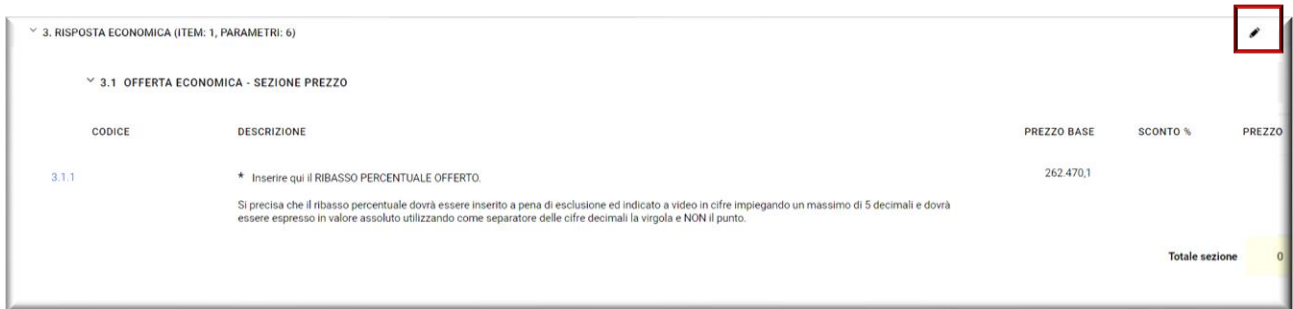 3. RISPOSTA ECONOMICA (ITEM: 1, PARAMETRI: 6)
3.1 OFFERTA ECONOMICA - SEZIONE PREZZO
CODICE DESCRIZIONE PREZZO BASE SCONTO % PREZZO
3.1.1 * Inserire qui il RIBASSO PERCENTUALE OFFERTO. 262.470,1
Si precisa che il ribasso percentuale dovrà essere inserito a pena di esclusione ed indicato a video in cifre impiegando un massimo di 5 decimali e dovrà
essere espresso in valore assoluto utilizzando come separatore delle cifre decimali la virgola e NON il punto.
Totale sezione 0